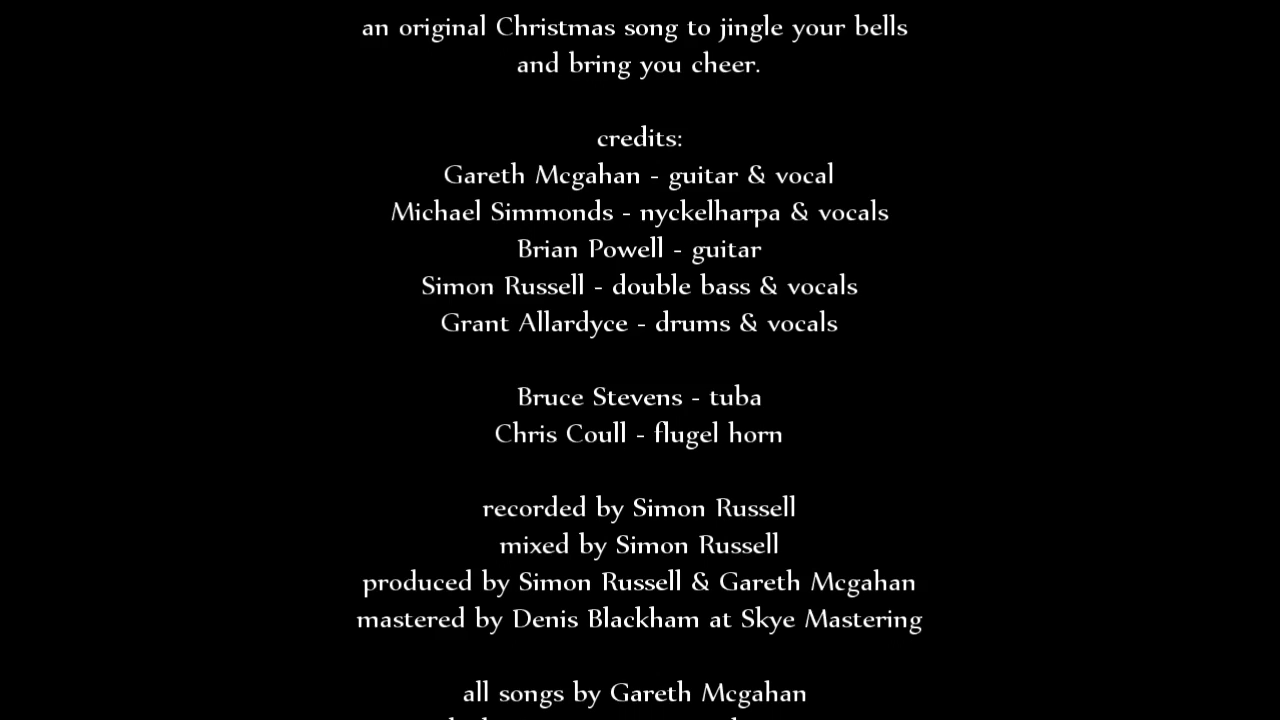 an original Christmas song to jingle your bells
and bring you cheer.
credits:
Gareth Mcgahan - guitar & vocal
Michael Simmonds - nyckelharpa & vocals
Brian Powell - guitar
Simon Russell - double bass & vocals
Grant Allardyce - drums & vocals
Bruce Stevens - tuba
Chris Coull - flugel horn
recorded by Simon Russell
mixed by Simon Russell
produced by Simon Russell & Gareth Mcgahan
mastered by Denis Blackham at Skye Mastering
all songs by Gareth Mcgahan